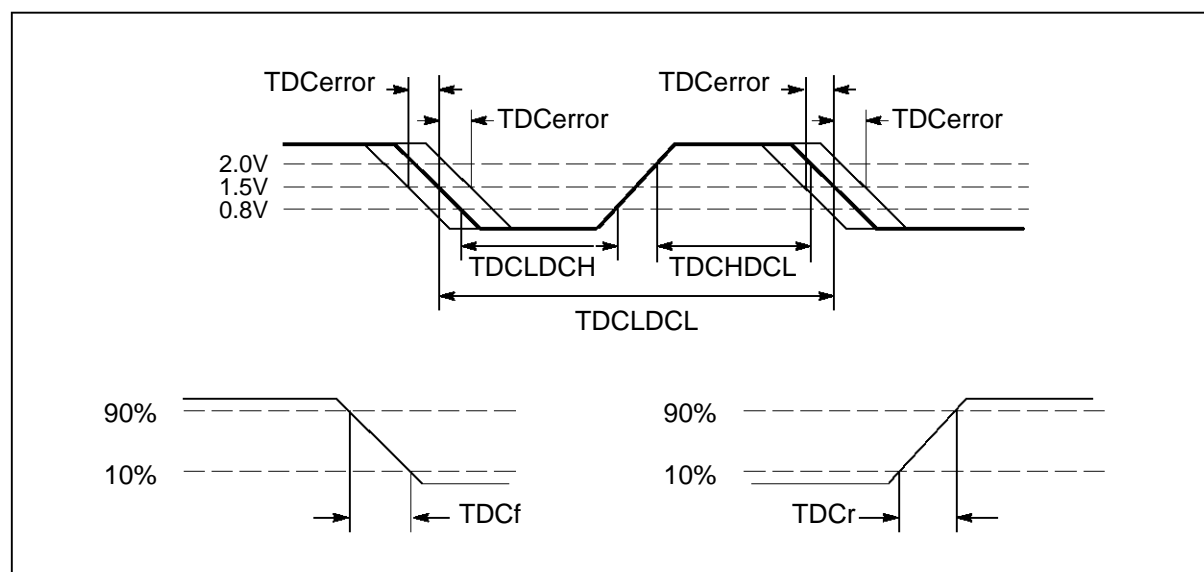 TDCerror TDCerror
TDCerror TDCerror
2.0V
1.5V
0.8V
TDCLDCH TDCHDCL
TDCLDCL
90% 90%
10% 10%
TDCf TDCr